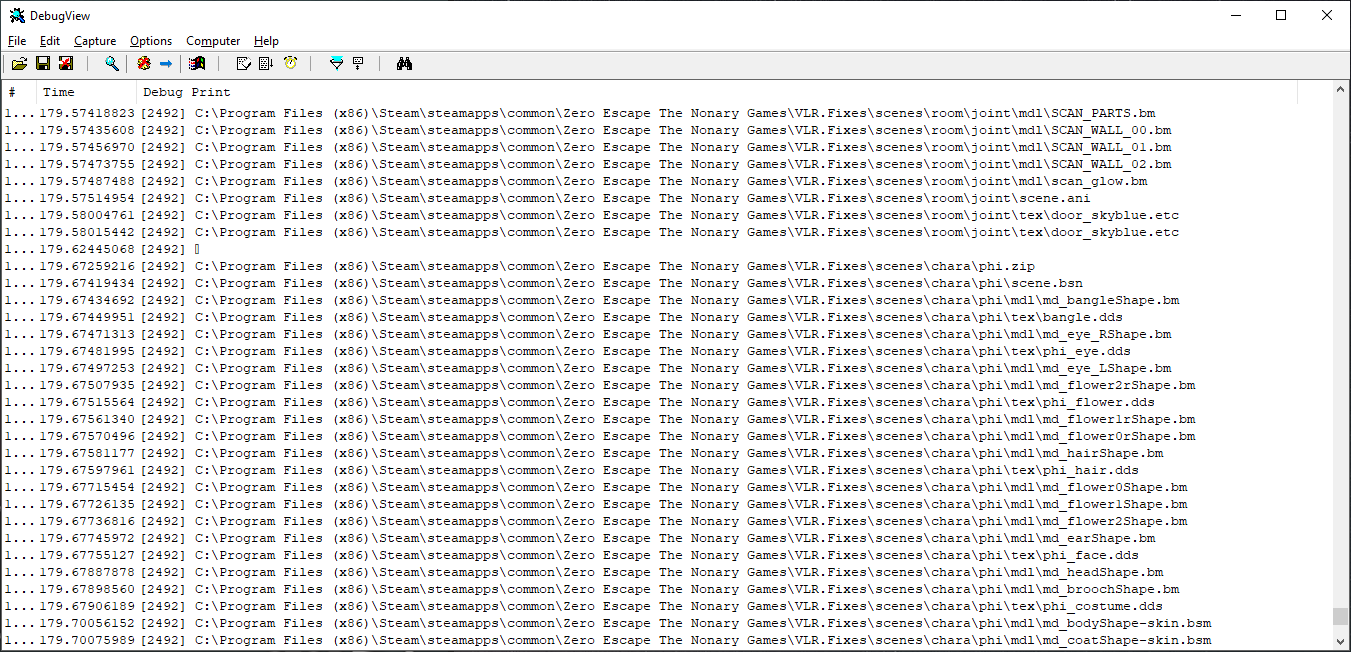 DebugView
File Edit Capture Options Computer Help
# Time Debug Print
1... 179.57418823 [2492] C:\Program Files (x86)\Steam\steamapps\common\Zero Escape The Nonary Games\VLR.Fixes\scenes\room\joint\mdl\SCAN_PARTS.bm
1... 179.57435608 [2492] C:\Program Files (x86)\Steam\steamapps\common\Zero Escape The Nonary Games\VLR.Fixes\scenes\room\joint\mdl\SCAN_WALL_00.bm
1... 179.57456970 [2492] C:\Program Files (x86)\Steam\steamapps\common\Zero Escape The Nonary Games\VLR.Fixes\scenes\room\joint\mdl\SCAN_WALL_01.bm
1... 179.57473755 [2492] C:\Program Files (x86)\Steam\steamapps\common\Zero Escape The Nonary Games\VLR.Fixes\scenes\room\joint\mdl\SCAN_WALL_02.bm
1... 179.57487488 [2492] C:\Program Files (x86)\Steam\steamapps\common\Zero Escape The Nonary Games\VLR.Fixes\scenes\room\joint\mdl\scan_glow.bm
1... 179.57514954 [2492] C:\Program Files (x86)\Steam\steamapps\common\Zero Escape The Nonary Games\VLR.Fixes\scenes\room\joint\scene.ani
1... 179.58004761 [2492] C:\Program Files (x86)\Steam\steamapps\common\Zero Escape The Nonary Games\VLR.Fixes\scenes\room\joint\tex\door_skyblue.etc
1... 179.58015442 [2492] C:\Program Files (x86)\Steam\steamapps\common\Zero Escape The Nonary Games\VLR.Fixes\scenes\room\joint\tex\door_skyblue.etc
1... 179.62445068 [2492] ▯
1... 179.67259216 [2492] C:\Program Files (x86)\Steam\steamapps\common\Zero Escape The Nonary Games\VLR.Fixes\scenes\chara\phi.zip
1... 179.67419434 [2492] C:\Program Files (x86)\Steam\steamapps\common\Zero Escape The Nonary Games\VLR.Fixes\scenes\chara\phi\scene.bsn
1... 179.67434692 [2492] C:\Program Files (x86)\Steam\steamapps\common\Zero Escape The Nonary Games\VLR.Fixes\scenes\chara\phi\mdl\md_bangleShape.bm
1... 179.67449951 [2492] C:\Program Files (x86)\Steam\steamapps\common\Zero Escape The Nonary Games\VLR.Fixes\scenes\chara\phi\tex\bangle.dds
1... 179.67471313 [2492] C:\Program Files (x86)\Steam\steamapps\common\Zero Escape The Nonary Games\VLR.Fixes\scenes\chara\phi\mdl\md_eye_RShape.bm
1... 179.67481995 [2492] C:\Program Files (x86)\Steam\steamapps\common\Zero Escape The Nonary Games\VLR.Fixes\scenes\chara\phi\tex\phi_eye.dds
1... 179.67497253 [2492] C:\Program Files (x86)\Steam\steamapps\common\Zero Escape The Nonary Games\VLR.Fixes\scenes\chara\phi\mdl\md_eye_LShape.bm
1... 179.67507935 [2492] C:\Program Files (x86)\Steam\steamapps\common\Zero Escape The Nonary Games\VLR.Fixes\scenes\chara\phi\mdl\md_flower2rShape.bm
1... 179.67515564 [2492] C:\Program Files (x86)\Steam\steamapps\common\Zero Escape The Nonary Games\VLR.Fixes\scenes\chara\phi\tex\phi_flower.dds
1... 179.67561340 [2492] C:\Program Files (x86)\Steam\steamapps\common\Zero Escape The Nonary Games\VLR.Fixes\scenes\chara\phi\mdl\md_flower1rShape.bm
1... 179.67570496 [2492] C:\Program Files (x86)\Steam\steamapps\common\Zero Escape The Nonary Games\VLR.Fixes\scenes\chara\phi\mdl\md_flower0rShape.bm
1... 179.67581177 [2492] C:\Program Files (x86)\Steam\steamapps\common\Zero Escape The Nonary Games\VLR.Fixes\scenes\chara\phi\mdl\md_hairShape.bm
1... 179.67597961 [2492] C:\Program Files (x86)\Steam\steamapps\common\Zero Escape The Nonary Games\VLR.Fixes\scenes\chara\phi\tex\phi_hair.dds
1... 179.67715454 [2492] C:\Program Files (x86)\Steam\steamapps\common\Zero Escape The Nonary Games\VLR.Fixes\scenes\chara\phi\mdl\md_flower0Shape.bm
1... 179.67726135 [2492] C:\Program Files (x86)\Steam\steamapps\common\Zero Escape The Nonary Games\VLR.Fixes\scenes\chara\phi\mdl\md_flower1Shape.bm
1... 179.67736816 [2492] C:\Program Files (x86)\Steam\steamapps\common\Zero Escape The Nonary Games\VLR.Fixes\scenes\chara\phi\mdl\md_flower2Shape.bm
1... 179.67745972 [2492] C:\Program Files (x86)\Steam\steamapps\common\Zero Escape The Nonary Games\VLR.Fixes\scenes\chara\phi\mdl\md_earShape.bm
1... 179.67755127 [2492] C:\Program Files (x86)\Steam\steamapps\common\Zero Escape The Nonary Games\VLR.Fixes\scenes\chara\phi\tex\phi_face.dds
1... 179.67887878 [2492] C:\Program Files (x86)\Steam\steamapps\common\Zero Escape The Nonary Games\VLR.Fixes\scenes\chara\phi\mdl\md_headShape.bm
1... 179.67898560 [2492] C:\Program Files (x86)\Steam\steamapps\common\Zero Escape The Nonary Games\VLR.Fixes\scenes\chara\phi\mdl\md_broochShape.bm
1... 179.67906189 [2492] C:\Program Files (x86)\Steam\steamapps\common\Zero Escape The Nonary Games\VLR.Fixes\scenes\chara\phi\tex\phi_costume.dds
1... 179.70056152 [2492] C:\Program Files (x86)\Steam\steamapps\common\Zero Escape The Nonary Games\VLR.Fixes\scenes\chara\phi\mdl\md_bodyShape-skin.bsm
1... 179.70075989 [2492] C:\Program Files (x86)\Steam\steamapps\common\Zero Escape The Nonary Games\VLR.Fixes\scenes\chara\phi\mdl\md_coatShape-skin.bsm